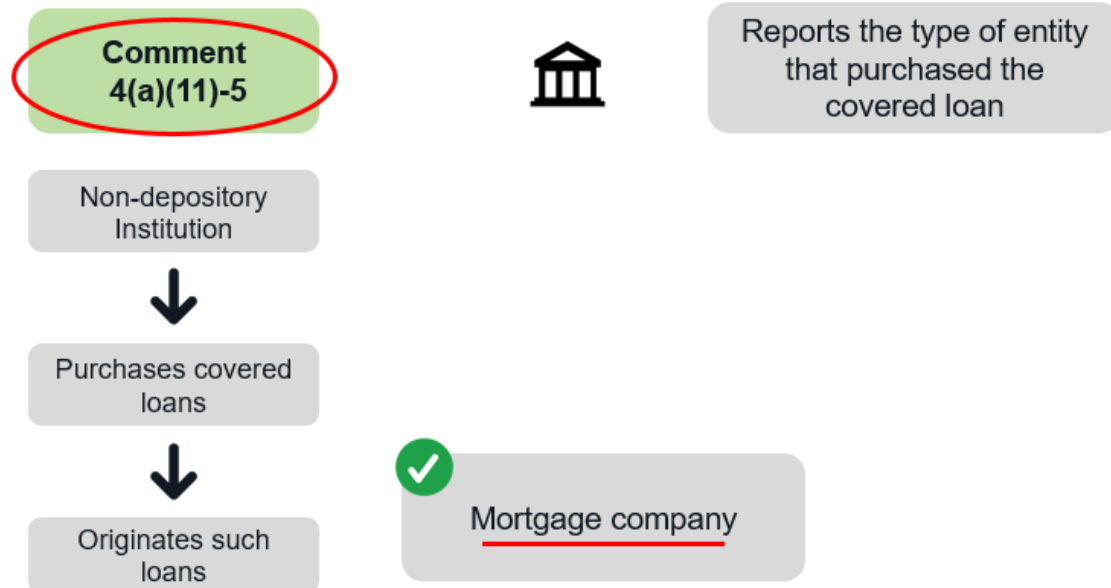 Comment
4(a)(11)-5
Reports the type of entity
that purchased the
covered loan
Non-depository
Institution
Purchases covered
loans
Mortgage company
Originates such
loans